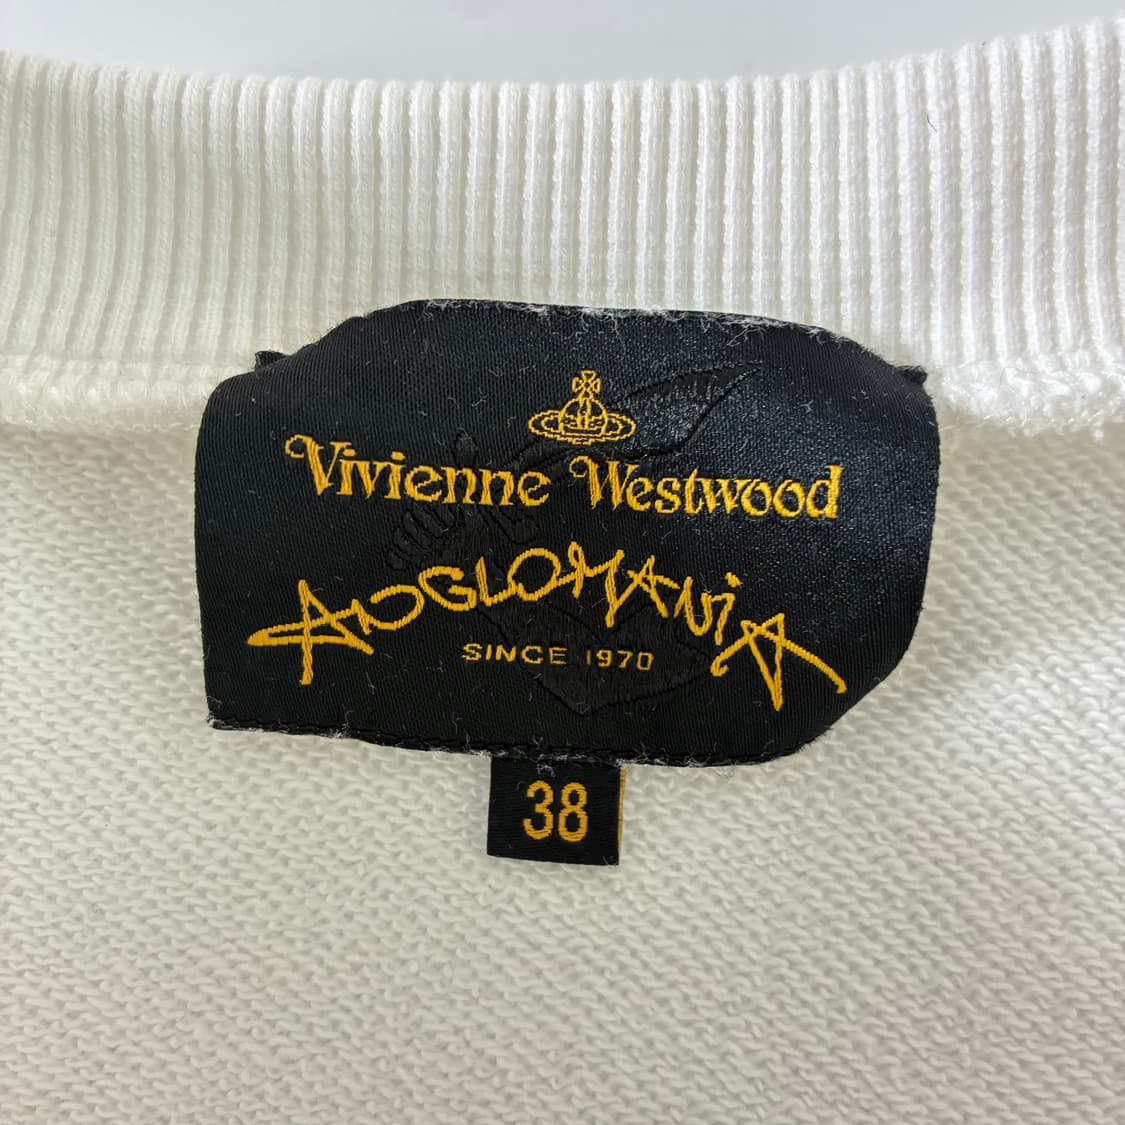 Vivienne Westwood
ANGLOMANiA
SINCE 1970
38